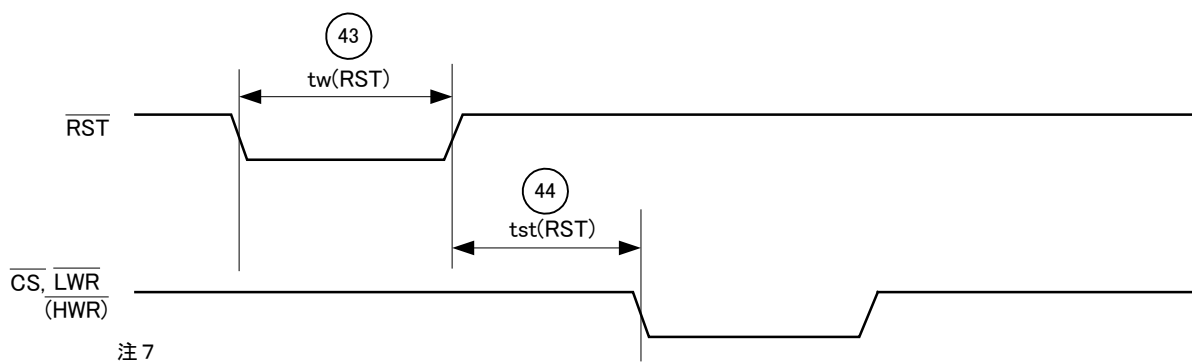 43
tw(RST)
RST
44
tst(RST)
CS, LWR
(HWR)
注7